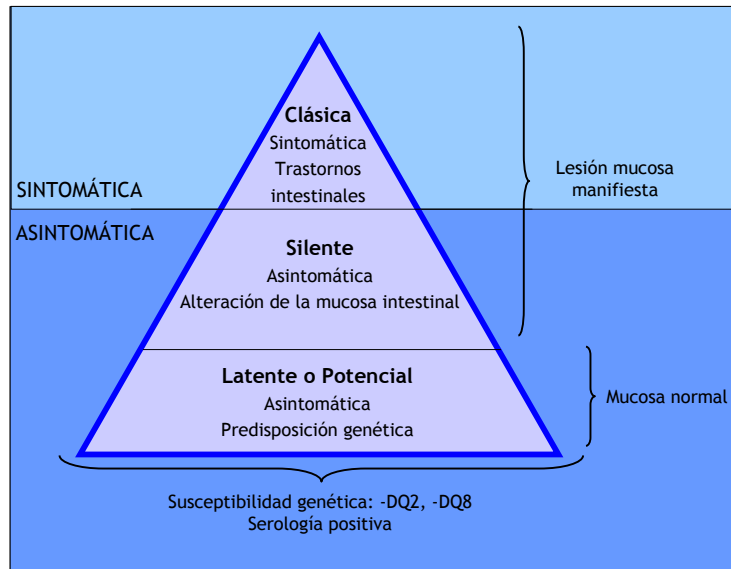 Clásica
Sintomática
Trastornos
intestinales
Lesión mucosa
manifiesta
SINTOMÁTICA
ASINTOMÁTICA
Silente
Asintomática
Alteración de la mucosa intestinal
Latente o Potencial
Asintomática
Predisposición genética
Mucosa normal
Susceptibilidad genética: -DQ2, -DQ8
Serología positiva